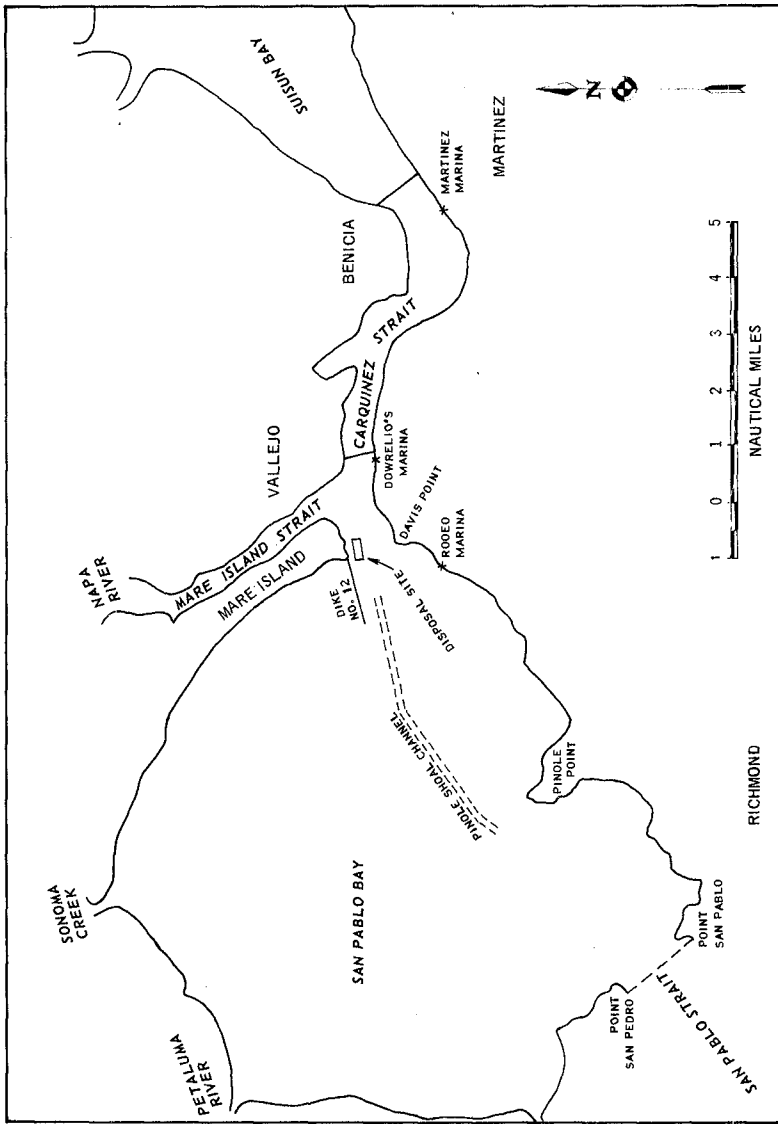 PETALUMA
RIVER
SONOMA
CREEK
NAPA
RIVER
MARE ISLAND STRAIT
MARE ISLAND
VALLEJO
BENICIA
SUISUN BAY
CARQUINEZ STRAIT
DIKE
NO. 12
DISPOSAL SITE
DOWRELIO'S
MARINA
DAVIS POINT
RODEO
MARINA
MARTINEZ
MARINA
MARTINEZ
SAN PABLO BAY
PINOLE SHOAL CHANNEL
PINOLE
POINT
POINT
SAN PEDRO
POINT
SAN PABLO
SAN PABLO STRAIT
RICHMOND
1 0 1 2 3 4 5
NAUTICAL MILES
N